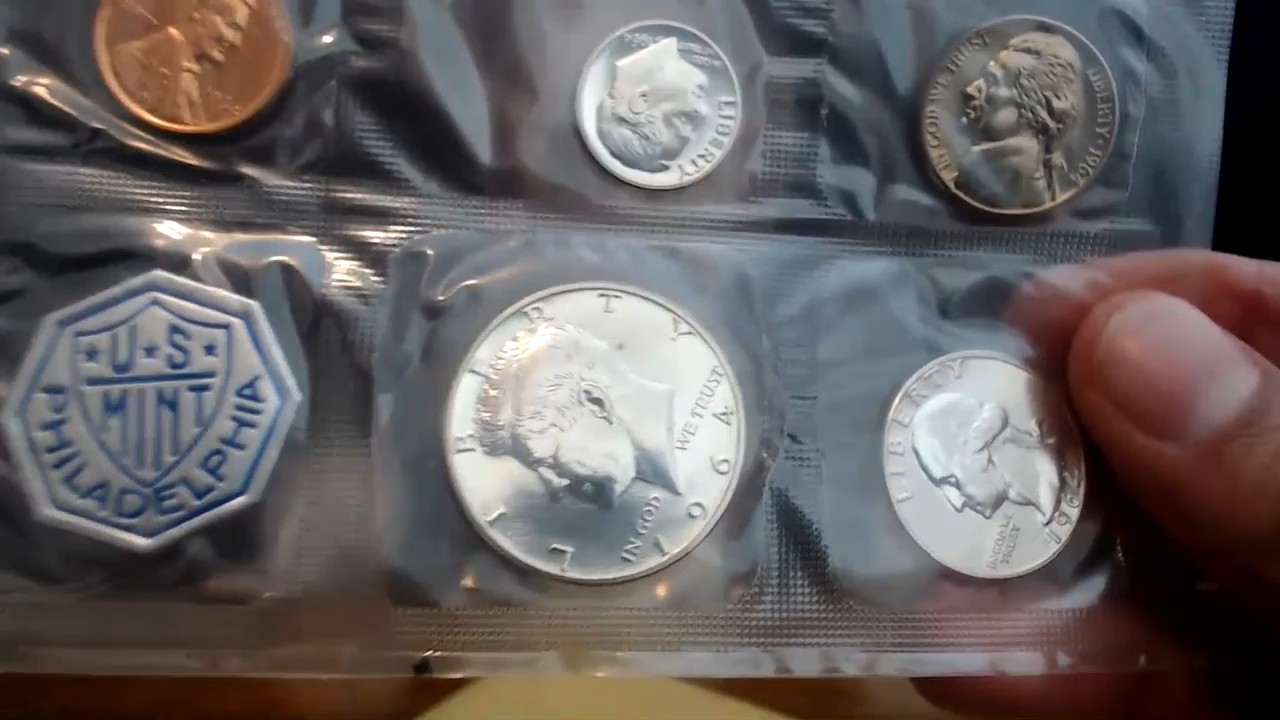 LIBERTY
IN GOD WE TRUST
LIBERTY · 1964
U★S
MINT
PHILADELPHIA
LIBERTY
IN GOD
WE TRUST
1964
LIBERTY
IN GOD WE
TRUST
1964